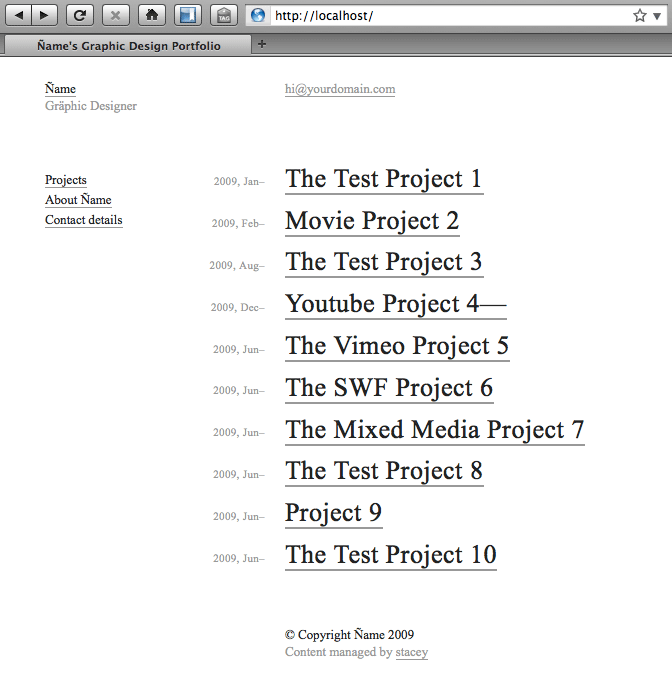 TAG
http://localhost/
Ñame's Graphic Design Portfolio
Ñame
hi@yourdomain.com
Gräphic Designer
Projects
About Ñame
Contact details
2009, Jan– The Test Project 1
2009, Feb– Movie Project 2
2009, Aug– The Test Project 3
2009, Dec– Youtube Project 4—
2009, Jun– The Vimeo Project 5
2009, Jun– The SWF Project 6
2009, Jun– The Mixed Media Project 7
2009, Jun– The Test Project 8
2009, Jun– Project 9
2009, Jun– The Test Project 10
© Copyright Ñame 2009
Content managed by stacey